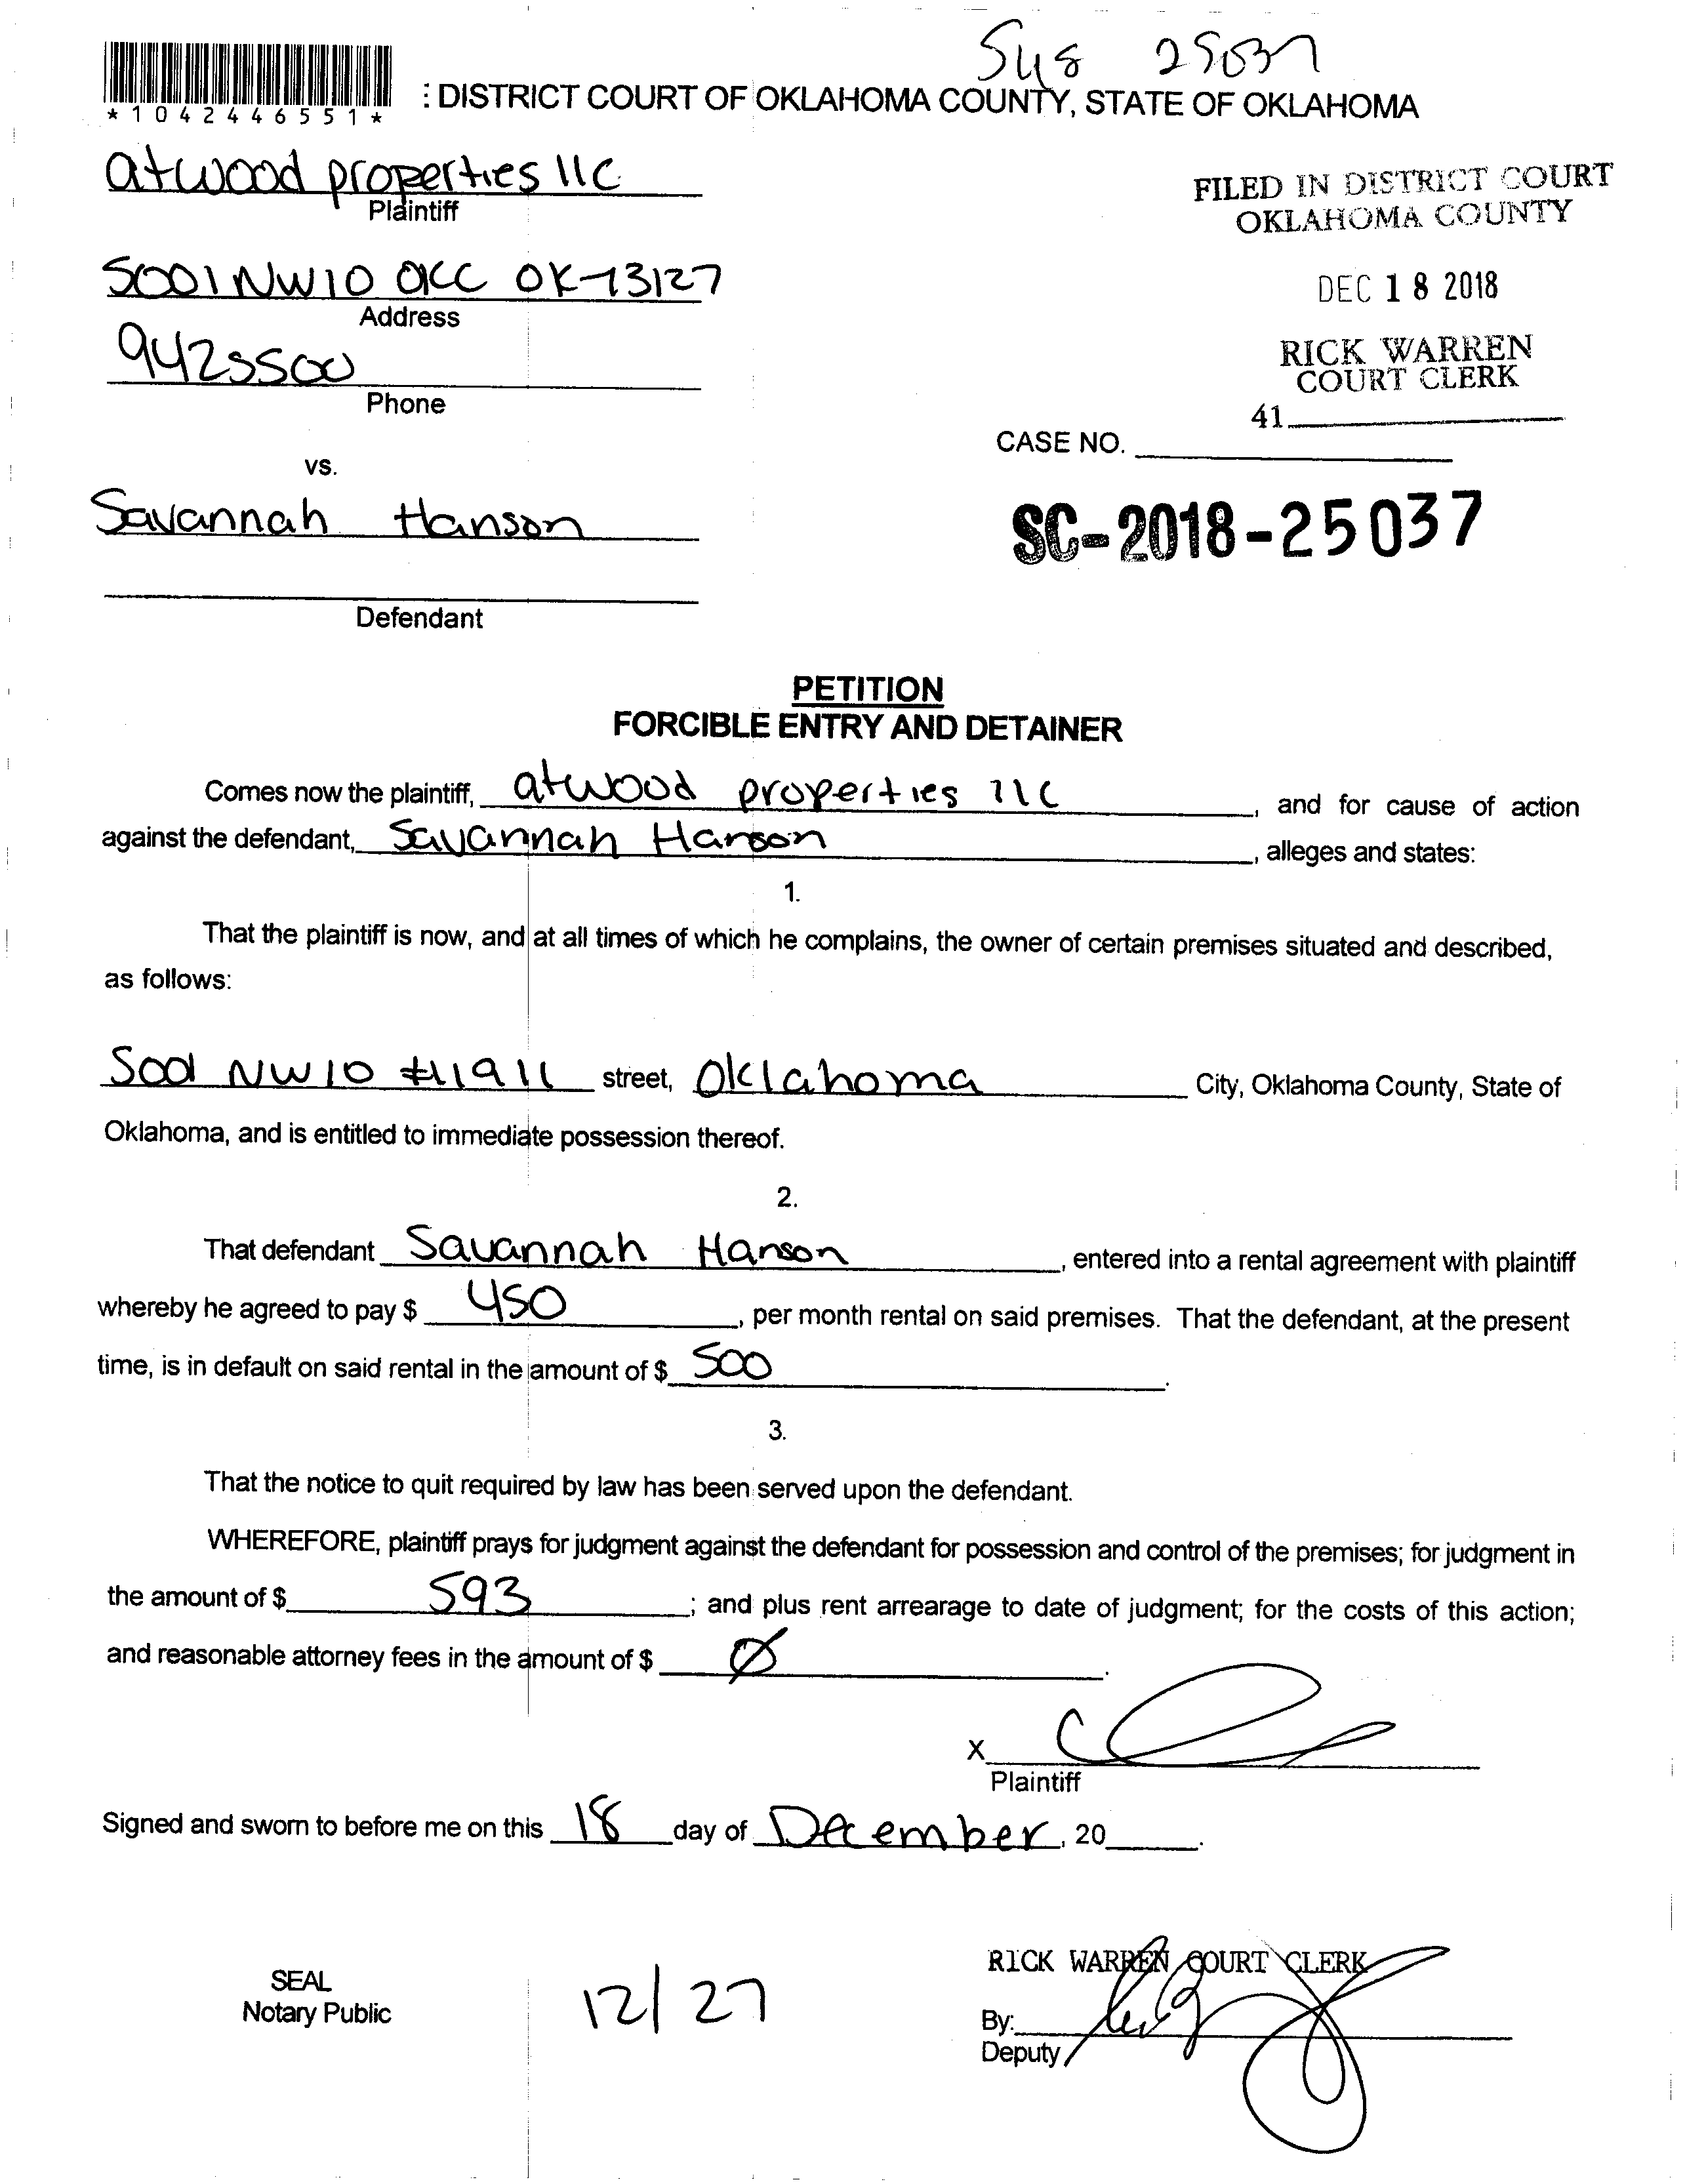 Sys 25037
*1042446551*
: DISTRICT COURT OF OKLAHOMA COUNTY, STATE OF OKLAHOMA
atwood properties llc
Plaintiff
FILED IN DISTRICT COURT
OKLAHOMA COUNTY
5001 NW10 OKC OK 73127
Address
DEC 18 2018
9425500
Phone
RICK WARREN
COURT CLERK
41
CASE NO.
vs.
Savannah Hanson
SC-2018-25037
Defendant
PETITION
FORCIBLE ENTRY AND DETAINER
Comes now the plaintiff, atwood properties llc, and for cause of action
against the defendant, Savannah Hanson, alleges and states:
1.
That the plaintiff is now, and at all times of which he complains, the owner of certain premises situated and described,
as follows:
5001 NW 10 #1911 street, Oklahoma City, Oklahoma County, State of
Oklahoma, and is entitled to immediate possession thereof.
2.
That defendant Savannah Hanson, entered into a rental agreement with plaintiff
whereby he agreed to pay $ 450, per month rental on said premises. That the defendant, at the present
time, is in default on said rental in the amount of $ 500.
3.
That the notice to quit required by law has been served upon the defendant.
WHEREFORE, plaintiff prays for judgment against the defendant for possession and control of the premises; for judgment in
the amount of $ 593; and plus rent arrearage to date of judgment; for the costs of this action;
and reasonable attorney fees in the amount of $ Ø.
X
Plaintiff
Signed and sworn to before me on this 18 day of December, 20.
RICK WARREN COURT CLERK
SEAL
Notary Public
12/27
By:
Deputy